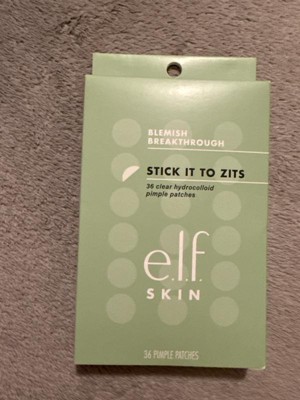 BLEMISH
BREAKTHROUGH
STICK IT TO ZITS
36 clear hydrocolloid
pimple patches
e.l.f.
SKIN
36 PIMPLE PATCHES